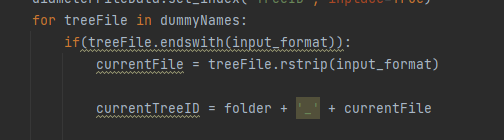 diameterFileData.set_index('TreeID', inplace=True)
for treeFile in dummyNames:
if(treeFile.endswith(input_format)):
currentFile = treeFile.rstrip(input_format)
currentTreeID = folder + '_' + currentFile